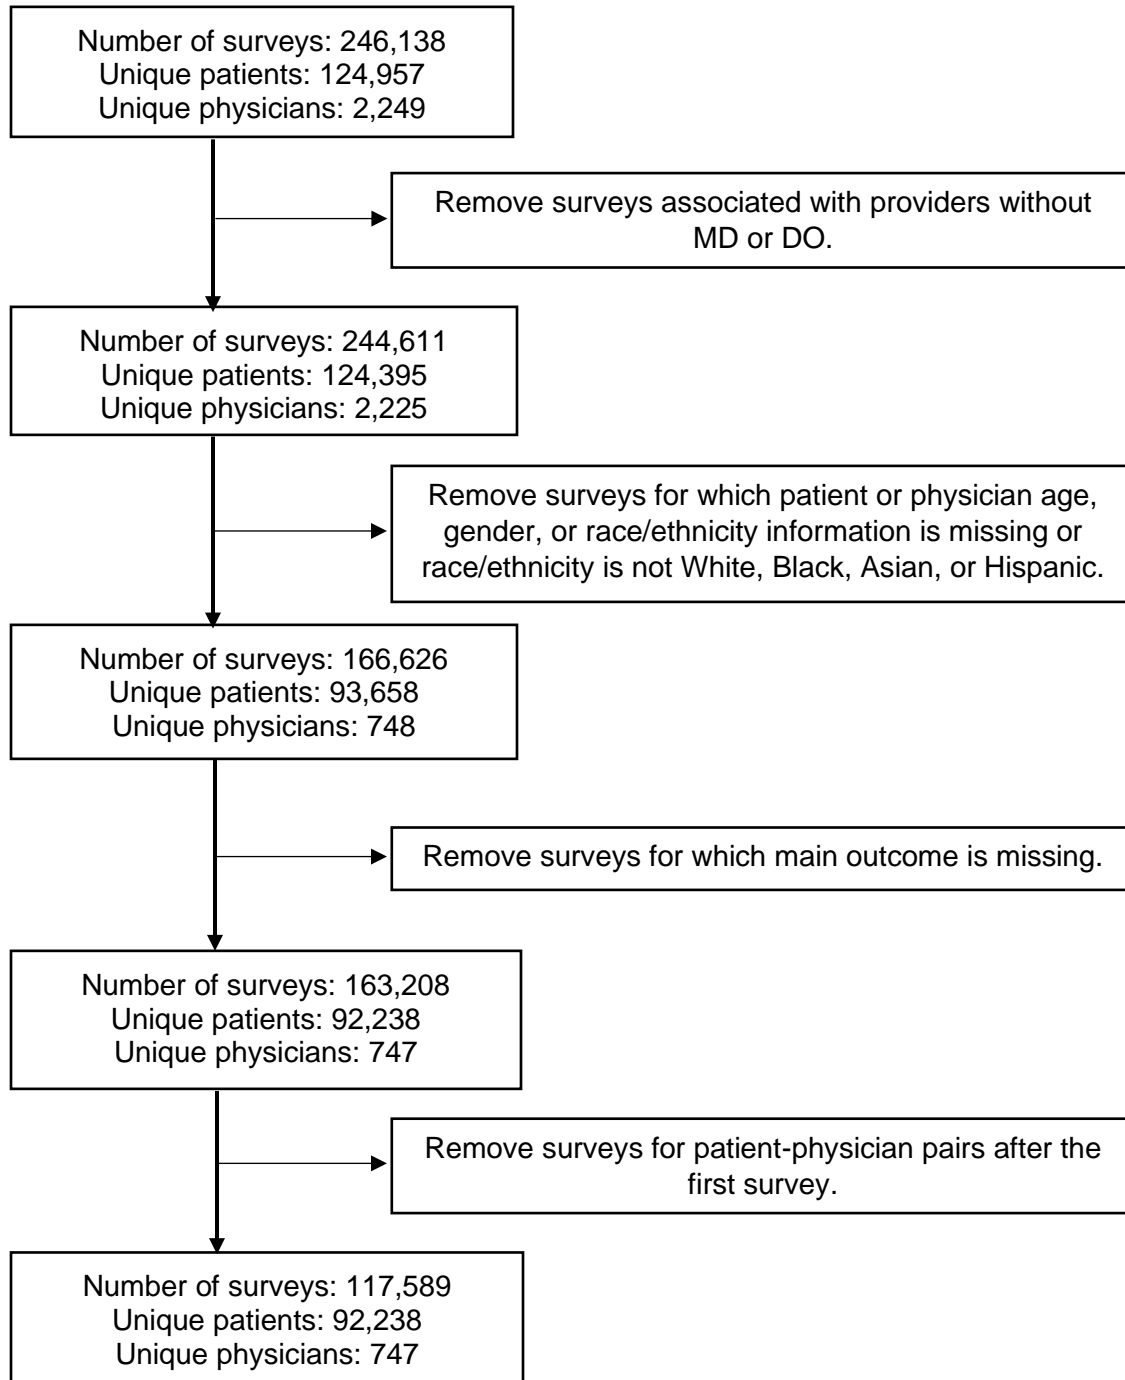 Number of surveys: 246,138
Unique patients: 124,957
Unique physicians: 2,249
Remove surveys associated with providers without
MD or DO.
Number of surveys: 244,611
Unique patients: 124,395
Unique physicians: 2,225
Remove surveys for which patient or physician age,
gender, or race/ethnicity information is missing or
race/ethnicity is not White, Black, Asian, or Hispanic.
Number of surveys: 166,626
Unique patients: 93,658
Unique physicians: 748
Remove surveys for which main outcome is missing.
Number of surveys: 163,208
Unique patients: 92,238
Unique physicians: 747
Remove surveys for patient-physician pairs after the
first survey.
Number of surveys: 117,589
Unique patients: 92,238
Unique physicians: 747